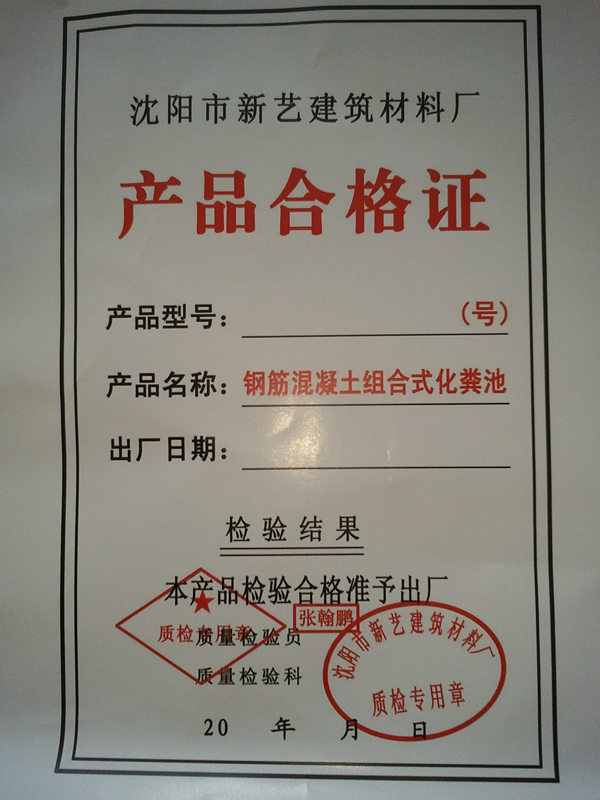 沈阳市新艺建筑材料厂
产品合格证
产品型号： (号)
产品名称：钢筋混凝土组合式化粪池
出厂日期：
检验结果
本产品检验合格准予出厂
质检专用章
张翰鹏
质量检验员
质量检验科
沈阳市新艺建筑材料厂
质检专用章
20 年 月 日